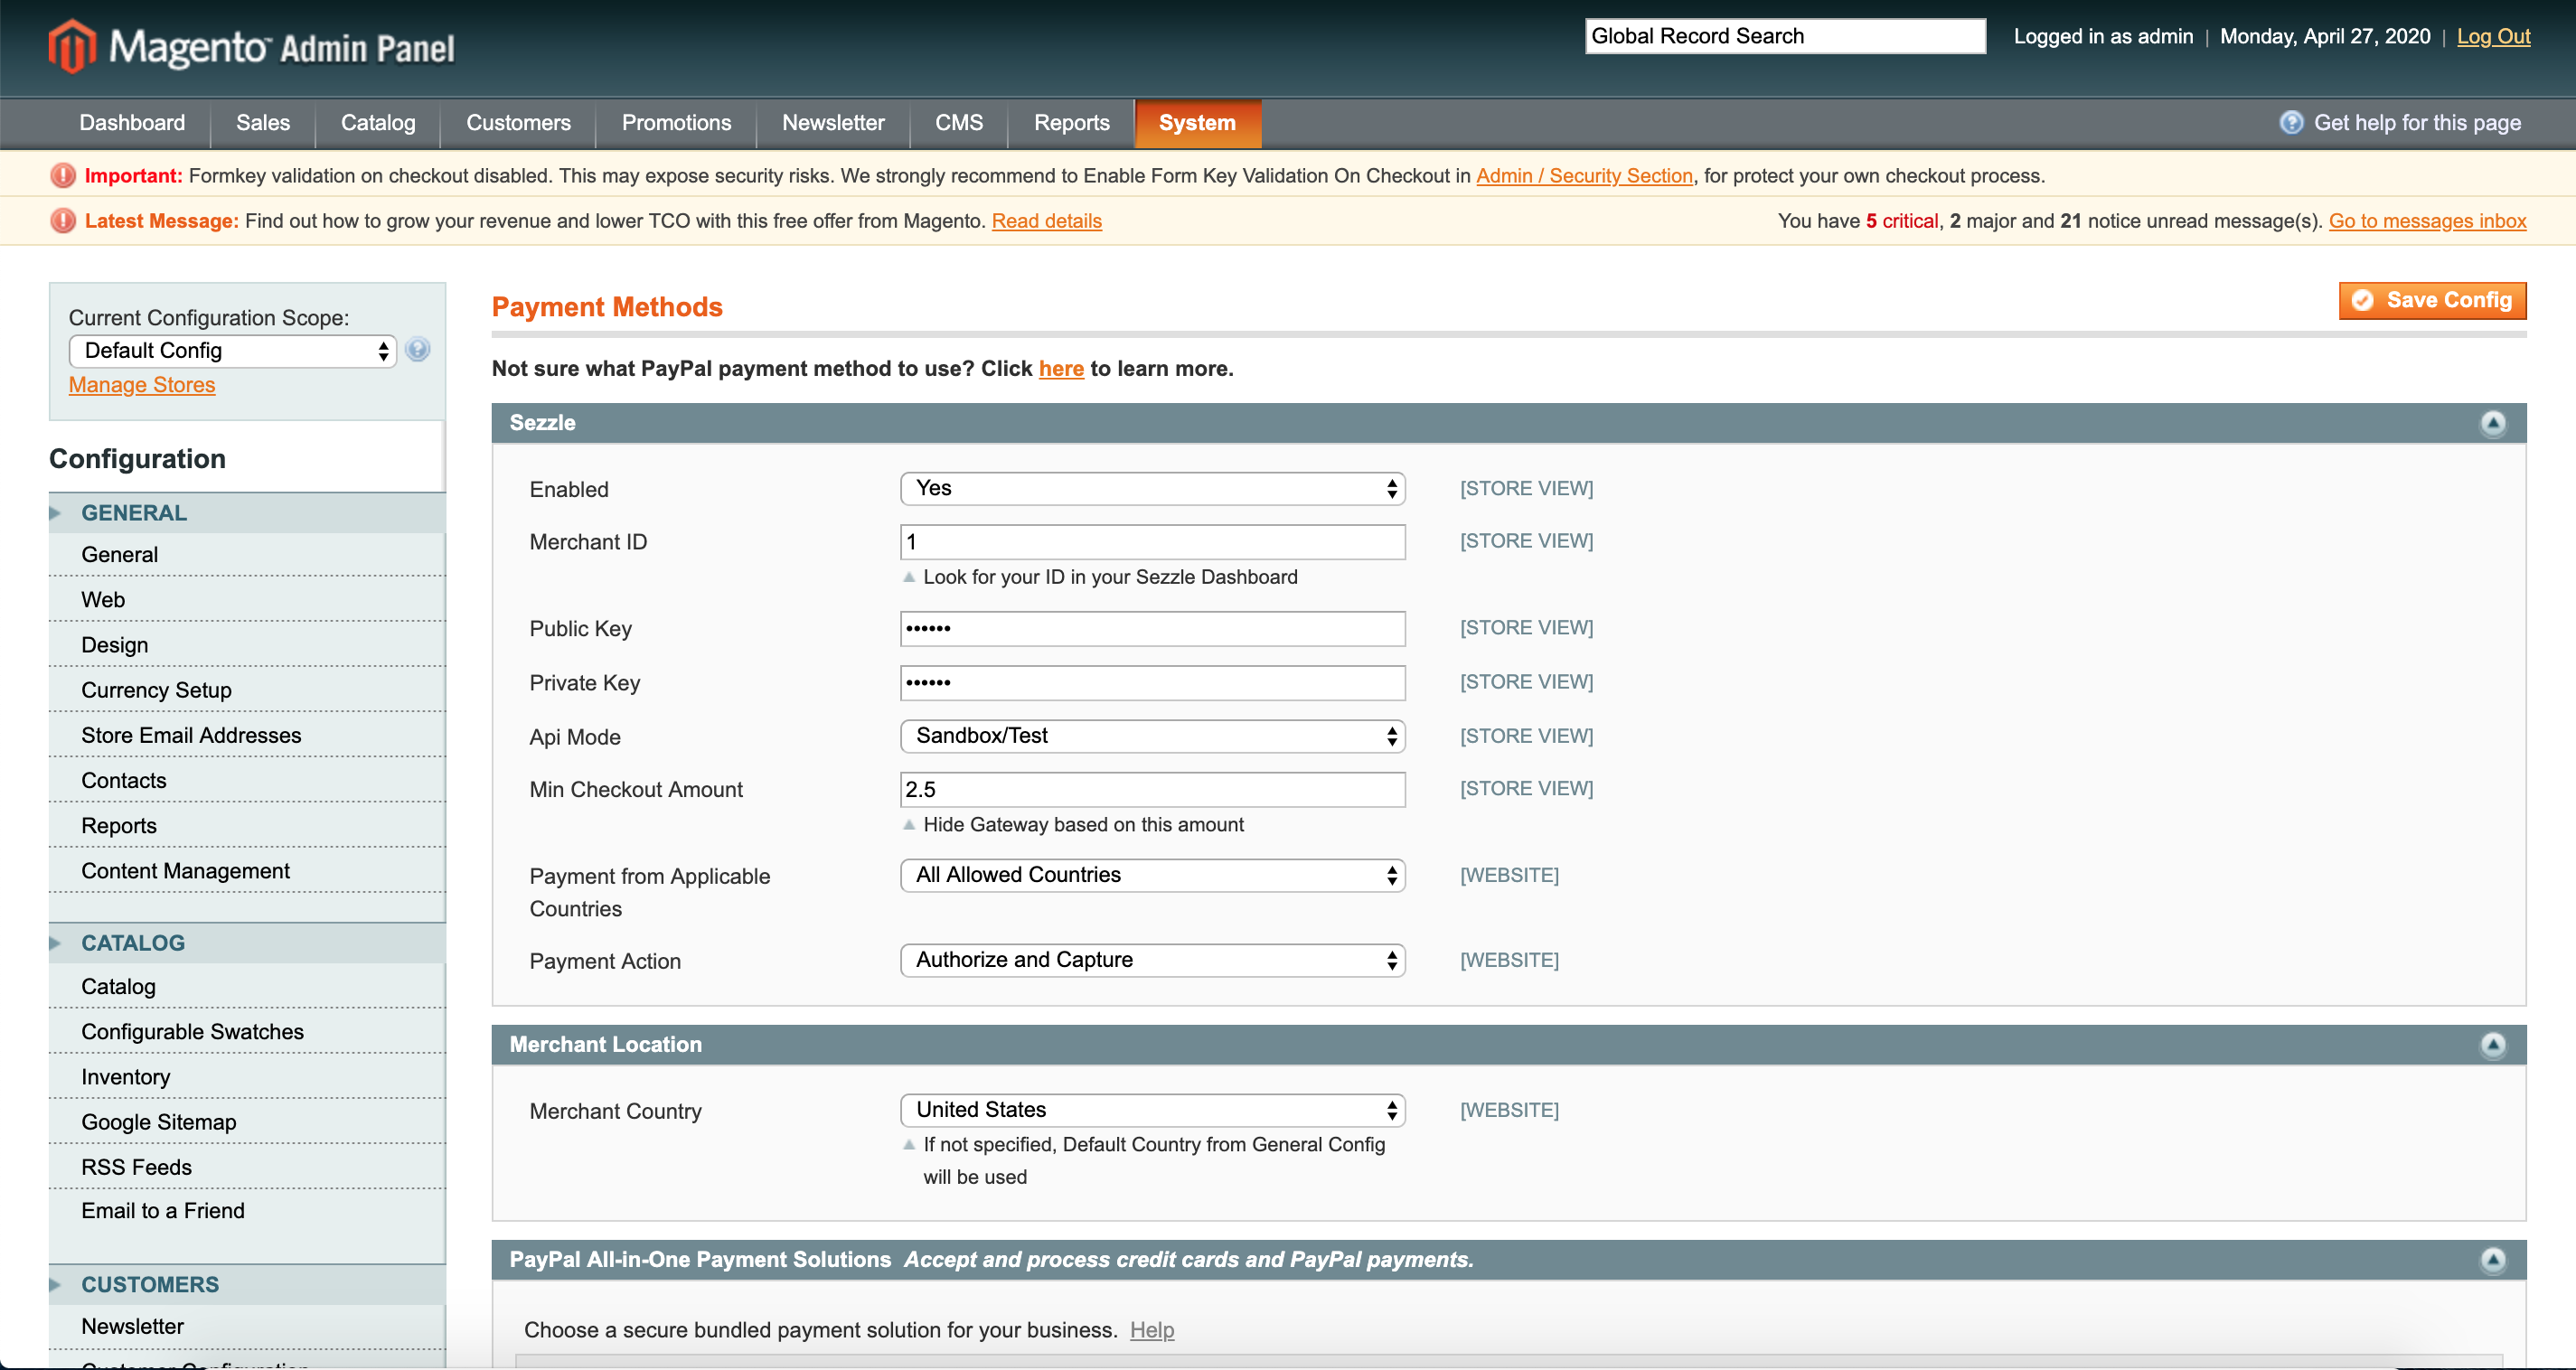 Magento™ Admin Panel
Global Record Search
Logged in as admin | Monday, April 27, 2020 | Log Out
Dashboard Sales Catalog Customers Promotions Newsletter CMS Reports System
Get help for this page
Important: Formkey validation on checkout disabled. This may expose security risks. We strongly recommend to Enable Form Key Validation On Checkout in Admin / Security Section, for protect your own checkout process.
Latest Message: Find out how to grow your revenue and lower TCO with this free offer from Magento. Read details
You have 5 critical, 2 major and 21 notice unread message(s). Go to messages inbox
Current Configuration Scope:
Default Config
Manage Stores
Configuration
GENERAL
General
Web
Design
Currency Setup
Store Email Addresses
Contacts
Reports
Content Management
CATALOG
Catalog
Configurable Swatches
Inventory
Google Sitemap
RSS Feeds
Email to a Friend
CUSTOMERS
Newsletter
Customer Configuration
Payment Methods
Save Config
Not sure what PayPal payment method to use? Click here to learn more.
Sezzle
Enabled Yes [STORE VIEW]
Merchant ID 1 [STORE VIEW]
Look for your ID in your Sezzle Dashboard
Public Key •••••• [STORE VIEW]
Private Key •••••• [STORE VIEW]
Api Mode Sandbox/Test [STORE VIEW]
Min Checkout Amount 2.5 [STORE VIEW]
Hide Gateway based on this amount
Payment from Applicable All Allowed Countries [WEBSITE]
Countries
Payment Action Authorize and Capture [WEBSITE]
Merchant Location
Merchant Country United States [WEBSITE]
If not specified, Default Country from General Config
will be used
PayPal All-in-One Payment Solutions Accept and process credit cards and PayPal payments.
Choose a secure bundled payment solution for your business. Help